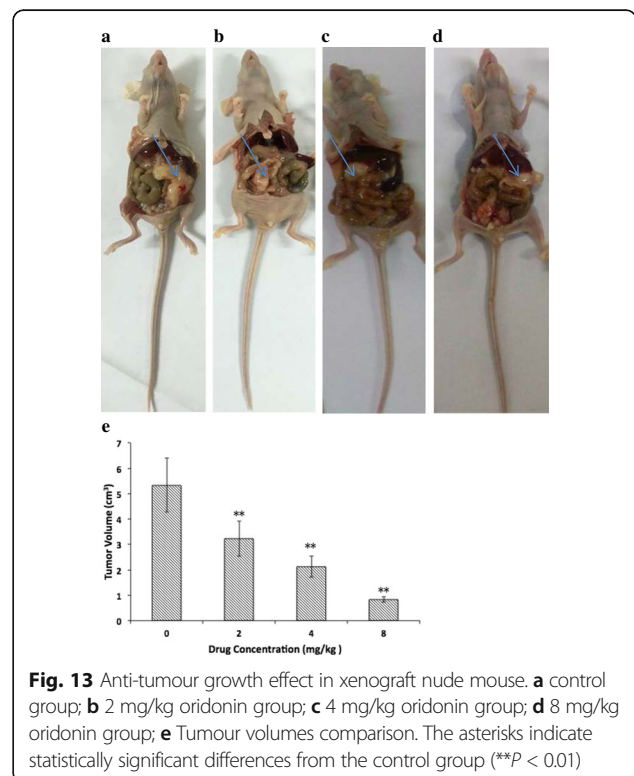 a b c d
e
7
6
5
4
3
2
1
0
Tumor Volume (cm³)
**
**
**
0 2 4 8
Drug Concentration (mg/kg )
Fig. 13 Anti-tumour growth effect in xenograft nude mouse. a control
group; b 2 mg/kg oridonin group; c 4 mg/kg oridonin group; d 8 mg/kg
oridonin group; e Tumour volumes comparison. The asterisks indicate
statistically significant differences from the control group (**P < 0.01)